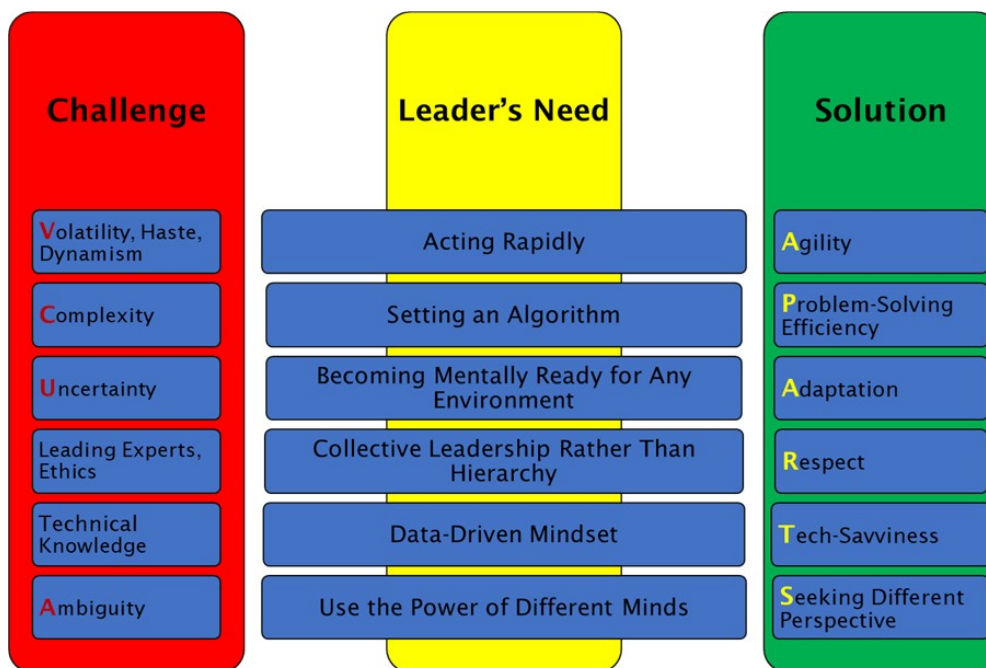 Challenge
Leader's Need
Solution
Volatility, Haste,
Dynamism
Acting Rapidly
Agility
Complexity
Setting an Algorithm
Problem-Solving
Efficiency
Uncertainty
Becoming Mentally Ready for Any
Environment
Adaptation
Leading Experts,
Ethics
Collective Leadership Rather Than
Hierarchy
Respect
Technical
Knowledge
Data-Driven Mindset
Tech-Savviness
Ambiguity
Use the Power of Different Minds
Seeking Different
Perspective